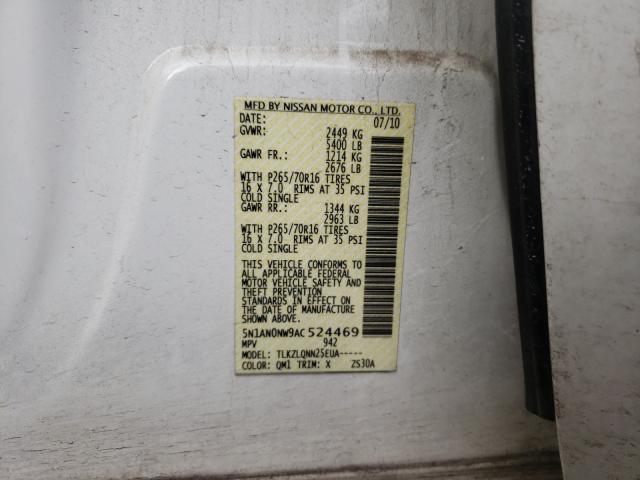 MFD BY NISSAN MOTOR CO., LTD.
DATE: 07/10
GVWR: 2449 KG
5400 LB
GAWR FR.: 1214 KG
2676 LB
WITH P265/70R16 TIRES
16 X 7.0 RIMS AT 35 PSI
COLD SINGLE
GAWR RR.: 1344 KG
2963 LB
WITH P265/70R16 TIRES
16 X 7.0 RIMS AT 35 PSI
COLD SINGLE
THIS VEHICLE CONFORMS TO
ALL APPLICABLE FEDERAL
MOTOR VEHICLE SAFETY AND
THEFT PREVENTION
STANDARDS IN EFFECT ON
THE DATE OF MANUFACTURE
SHOWN ABOVE.
5N1AN0NW9AC524469
MPV 942
MODEL: TLKZLQNN25EUA-----
COLOR: QM1 TRIM: X ZS30A